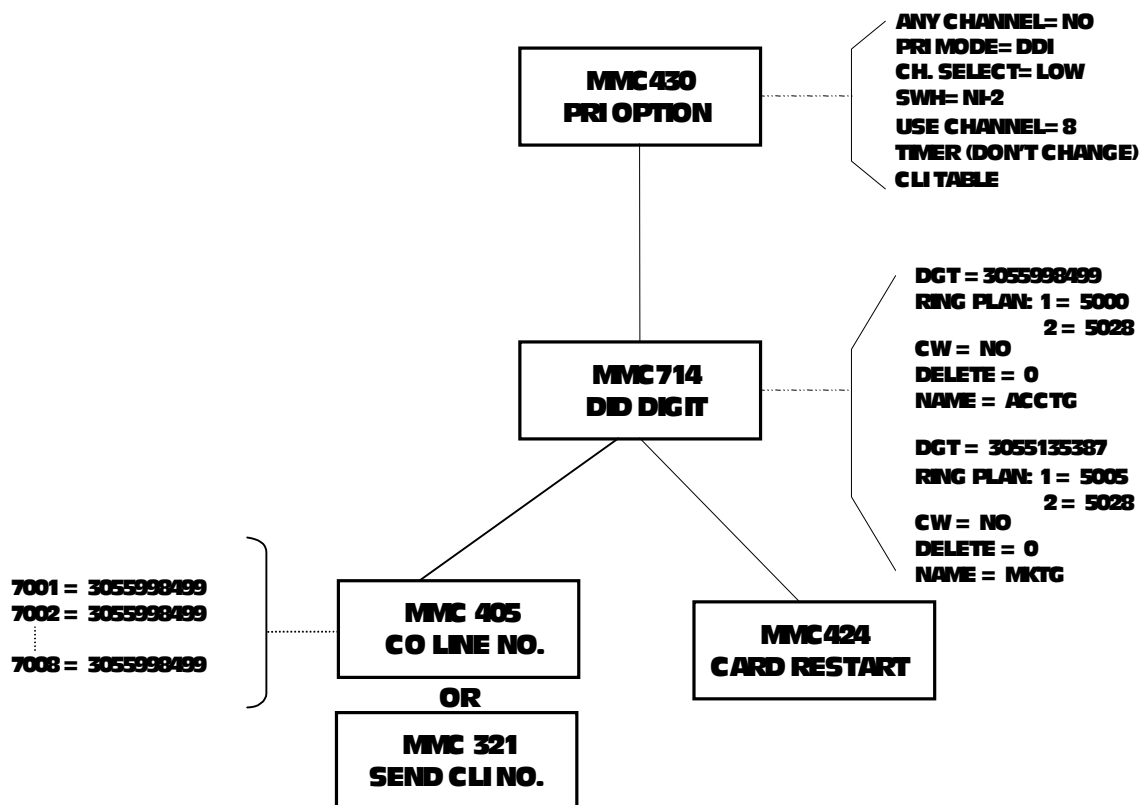 MMC430
PRI OPTION
ANY CHANNEL= NO
PRI MODE= DDI
CH. SELECT= LOW
SWH= NI-2
USE CHANNEL= 8
TIMER (DON'T CHANGE)
CLI TABLE
MMC714
DID DIGIT
DGT = 3055998499
RING PLAN: 1 = 5000
2 = 5028
CW = NO
DELETE = 0
NAME = ACCTG
DGT = 3055135387
RING PLAN: 1 = 5005
2 = 5028
CW = NO
DELETE = 0
NAME = MKTG
7001 = 3055998499
7002 = 3055998499
7008 = 3055998499
MMC 405
CO LINE NO.
OR
MMC 321
SEND CLI NO.
MMC424
CARD RESTART